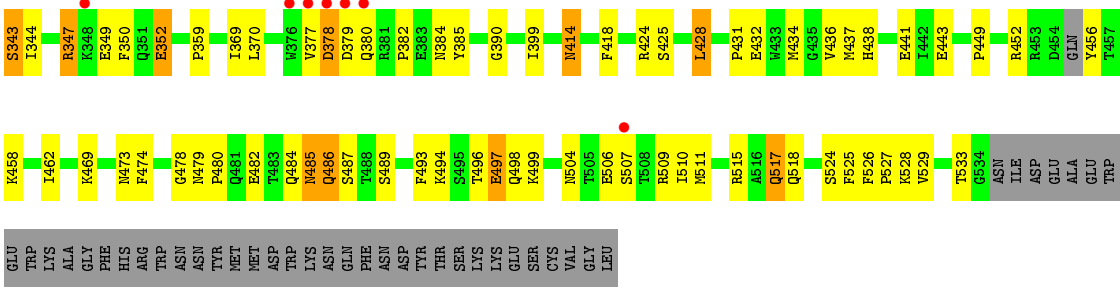 S343 I344 R347 K348 E349 F350 Q351 E352 P359 I369 L370 W376 V377 D378 D379 Q380 R381 P382 E383 N384 Y385 G390 I399 N414 F418 R424 S425 L428 P431 E432 W433 M434 G435 V436 M437 H438 E441 I442 E443 P449 R452 R453 D454 GLN Y456 T457
K458 I462 K469 N473 F474 G478 N479 P480 Q481 E482 T483 Q484 N485 Q486 S487 T488 S489 F493 K494 S495 T496 E497 Q498 K499 N504 T505 E506 S507 T508 R509 I510 M511 R515 A516 Q517 Q518 S524 F525 F526 P527 K528 V529 T533 G534 ASN ILE ASP GLU ALA GLU TRP
GLU TRP LYS ALA GLY PHE HIS ARG TRP ASN ASN TYR MET MET ASP TRP LYS ASN GLN PHE ASN ASP TYR THR SER LYS LYS GLU SER CYS VAL GLY LEU